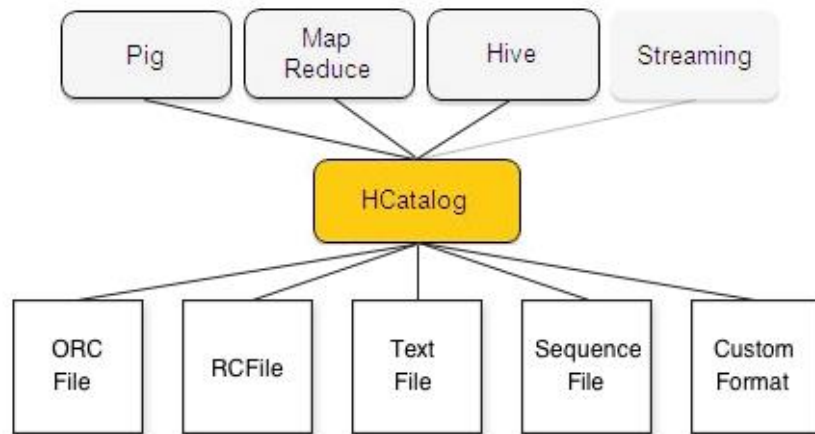 Pig
Map
Reduce
Hive
Streaming
HCatalog
ORC
File
RCFile
Text
File
Sequence
File
Custom
Format